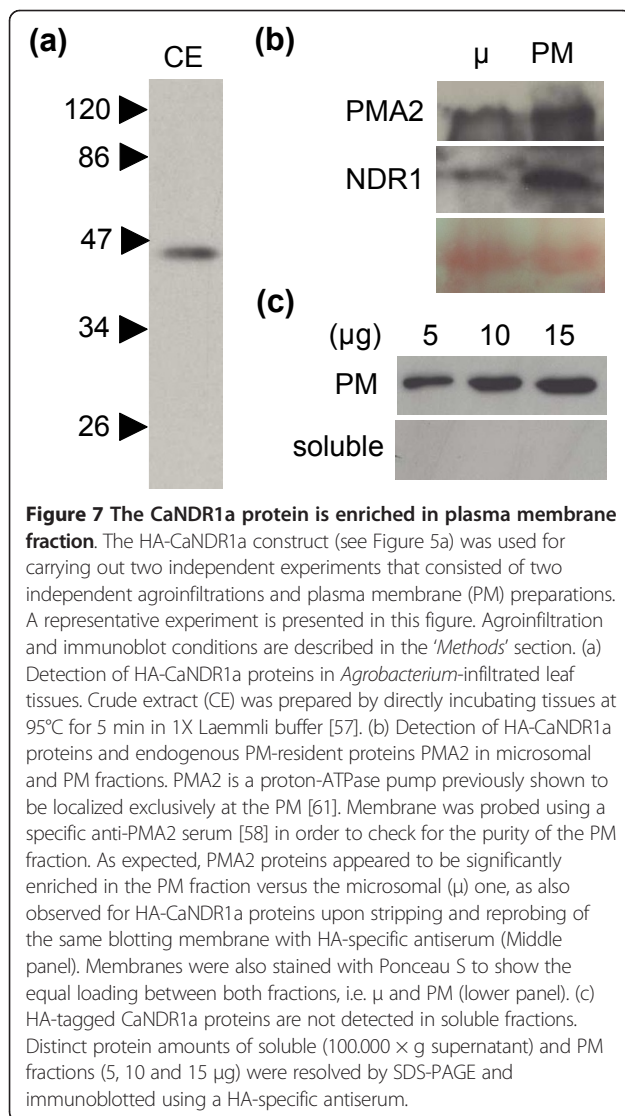 (a)
CE
120
86
47
34
26
(b)
μ PM
PMA2
NDR1
(c)
(μg) 5 10 15
PM
soluble
Figure 7 The CaNDR1a protein is enriched in plasma membrane
fraction. The HA-CaNDR1a construct (see Figure 5a) was used for
carrying out two independent experiments that consisted of two
independent agroinfiltrations and plasma membrane (PM) preparations.
A representative experiment is presented in this figure. Agroinfiltration
and immunoblot conditions are described in the 'Methods' section. (a)
Detection of HA-CaNDR1a proteins in Agrobacterium-infiltrated leaf
tissues. Crude extract (CE) was prepared by directly incubating tissues at
95°C for 5 min in 1X Laemmli buffer [57]. (b) Detection of HA-CaNDR1a
proteins and endogenous PM-resident proteins PMA2 in microsomal
and PM fractions. PMA2 is a proton-ATPase pump previously shown to
be localized exclusively at the PM [61]. Membrane was probed using a
specific anti-PMA2 serum [58] in order to check for the purity of the PM
fraction. As expected, PMA2 proteins appeared to be significantly
enriched in the PM fraction versus the microsomal (μ) one, as also
observed for HA-CaNDR1a proteins upon stripping and reprobing of
the same blotting membrane with HA-specific antiserum (Middle
panel). Membranes were also stained with Ponceau S to show the
equal loading between both fractions, i.e. μ and PM (lower panel). (c)
HA-tagged CaNDR1a proteins are not detected in soluble fractions.
Distinct protein amounts of soluble (100.000 × g supernatant) and PM
fractions (5, 10 and 15 μg) were resolved by SDS-PAGE and
immunoblotted using a HA-specific antiserum.